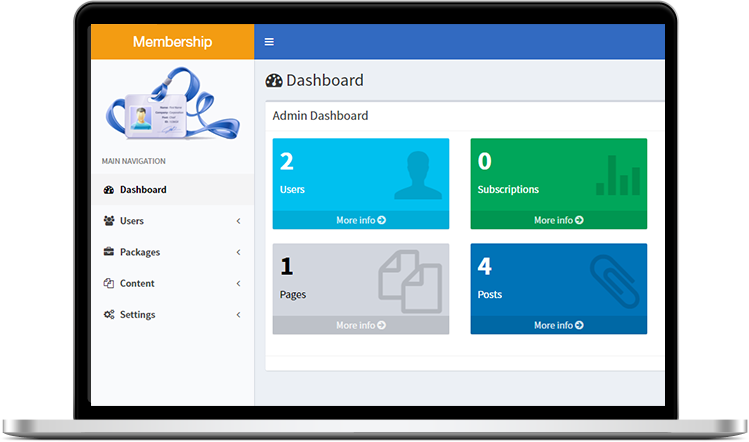 Membership
Dashboard
Admin Dashboard
MAIN NAVIGATION
Dashboard
Users
Packages
Content
Settings
2
Users
More info
0
Subscriptions
More info
1
Pages
More info
4
Posts
More info